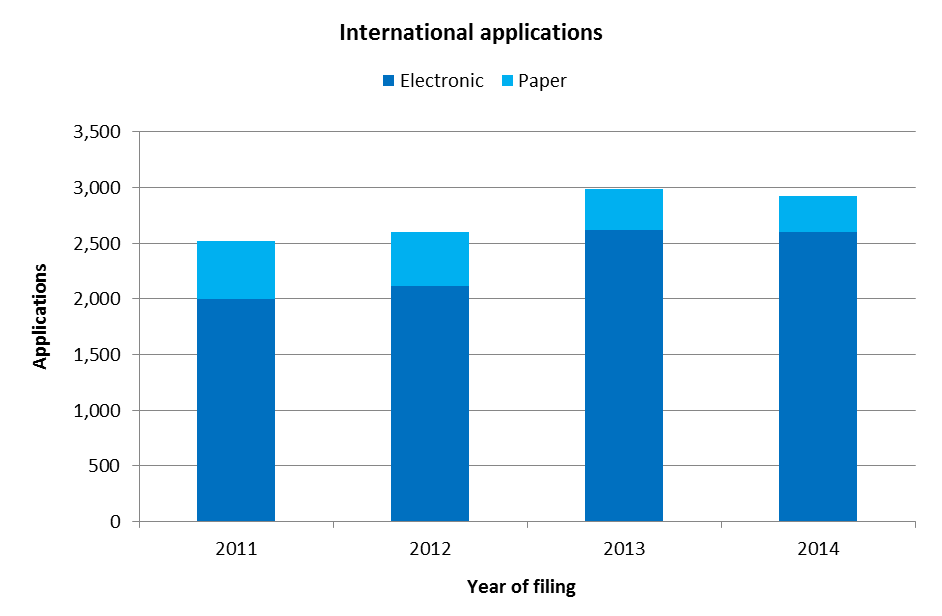 International applications
Electronic Paper
3,500
3,000
2,500
2,000
1,500
1,000
500
0
Applications
2011 2012 2013 2014
Year of filing